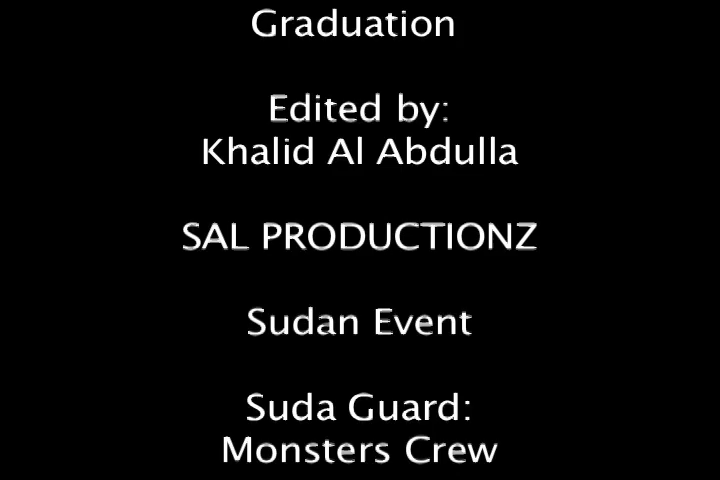 Graduation
Edited by:
Khalid Al Abdulla
SAL PRODUCTIONZ
Sudan Event
Suda Guard:
Monsters Crew